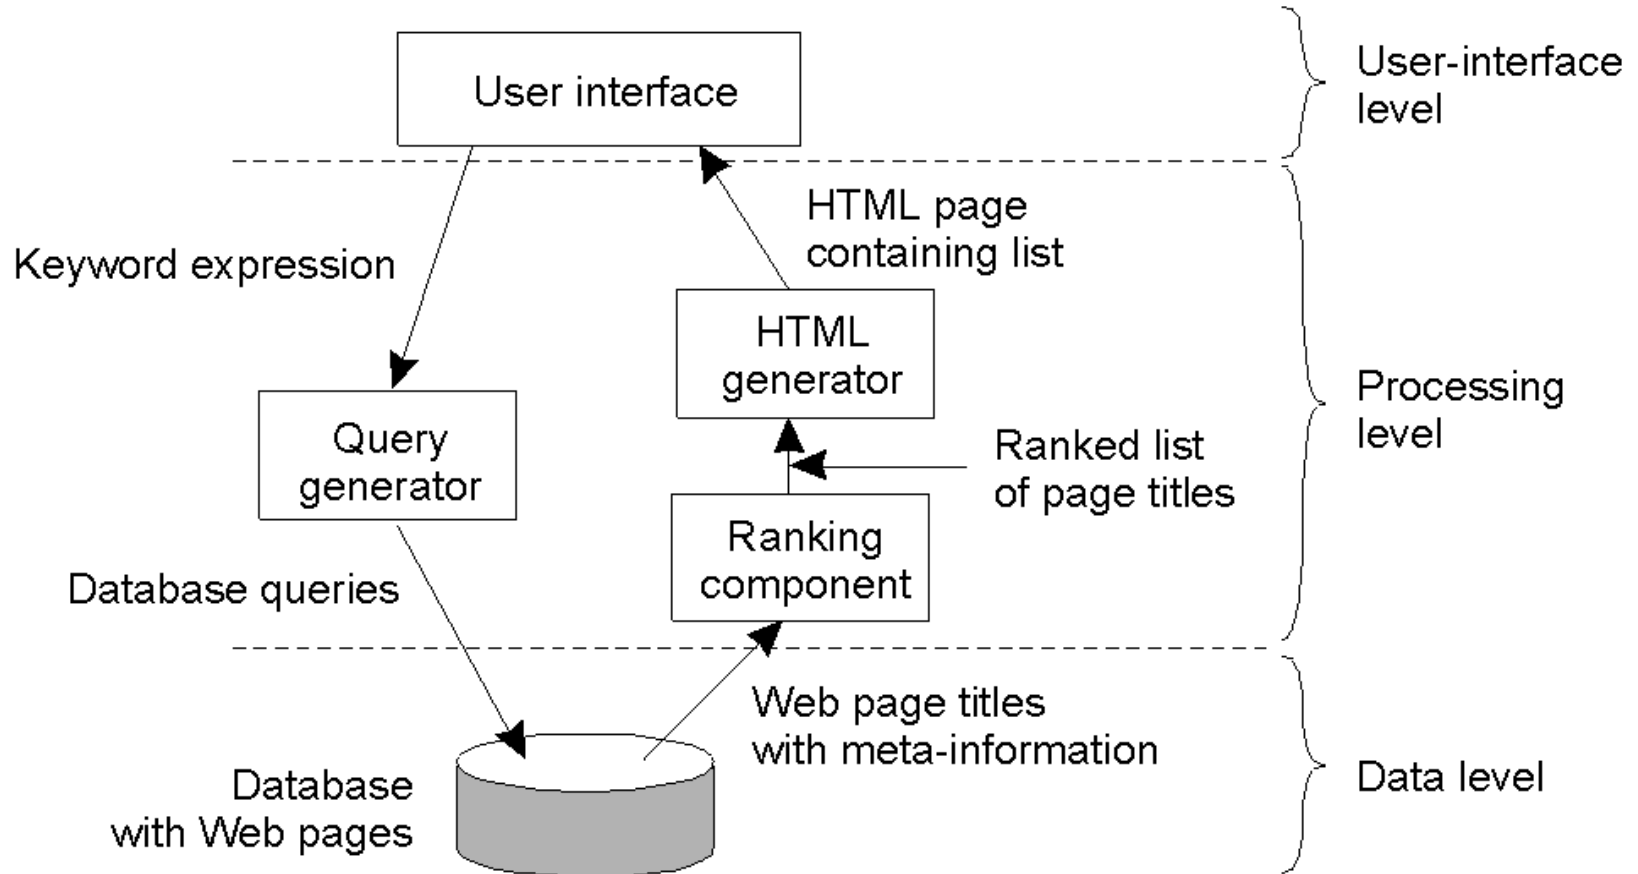 User interface
User-interface
level
HTML page
containing list
Keyword expression
HTML
generator
Processing
level
Query
generator
Ranked list
of page titles
Ranking
component
Database queries
Web page titles
with meta-information
Database
with Web pages
Data level